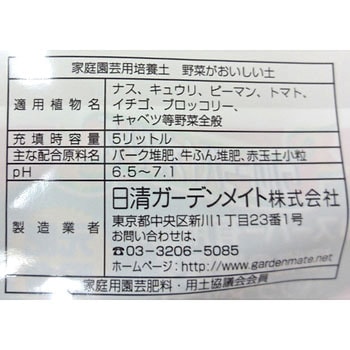 家庭園芸用培養土　野菜がおいしい土
適用植物名
ナス、キュウリ、ピーマン、トマト、
イチゴ、ブロッコリー、
キャベツ等野菜全般
充填時容量
5リットル
主な配合原料名
バーク堆肥、牛ふん堆肥、赤玉土小粒
pH
6.5〜7.1
製造業者
日清ガーデンメイト株式会社
東京都中央区新川1丁目23番1号
お問い合わせは、
☎03-3206-5085
ホームページ:http://www.gardenmate.net
家庭用園芸肥料・用土協議会会員